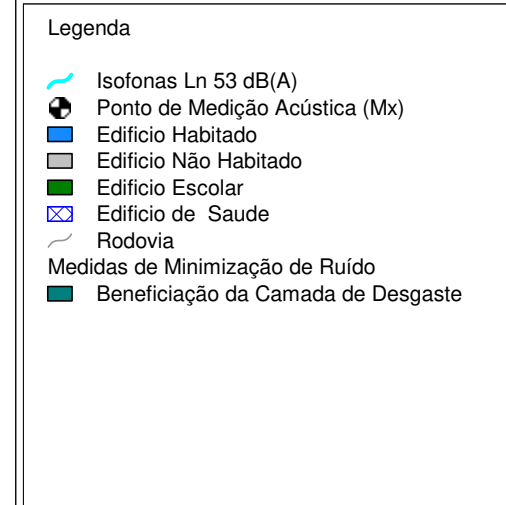 Legenda
Isofonas Ln 53 dB(A)
Ponto de Medição Acústica (Mx)
Edificio Habitado
Edificio Não Habitado
Edificio Escolar
Edificio de Saude
Rodovia
Medidas de Minimização de Ruído
Beneficiação da Camada de Desgaste